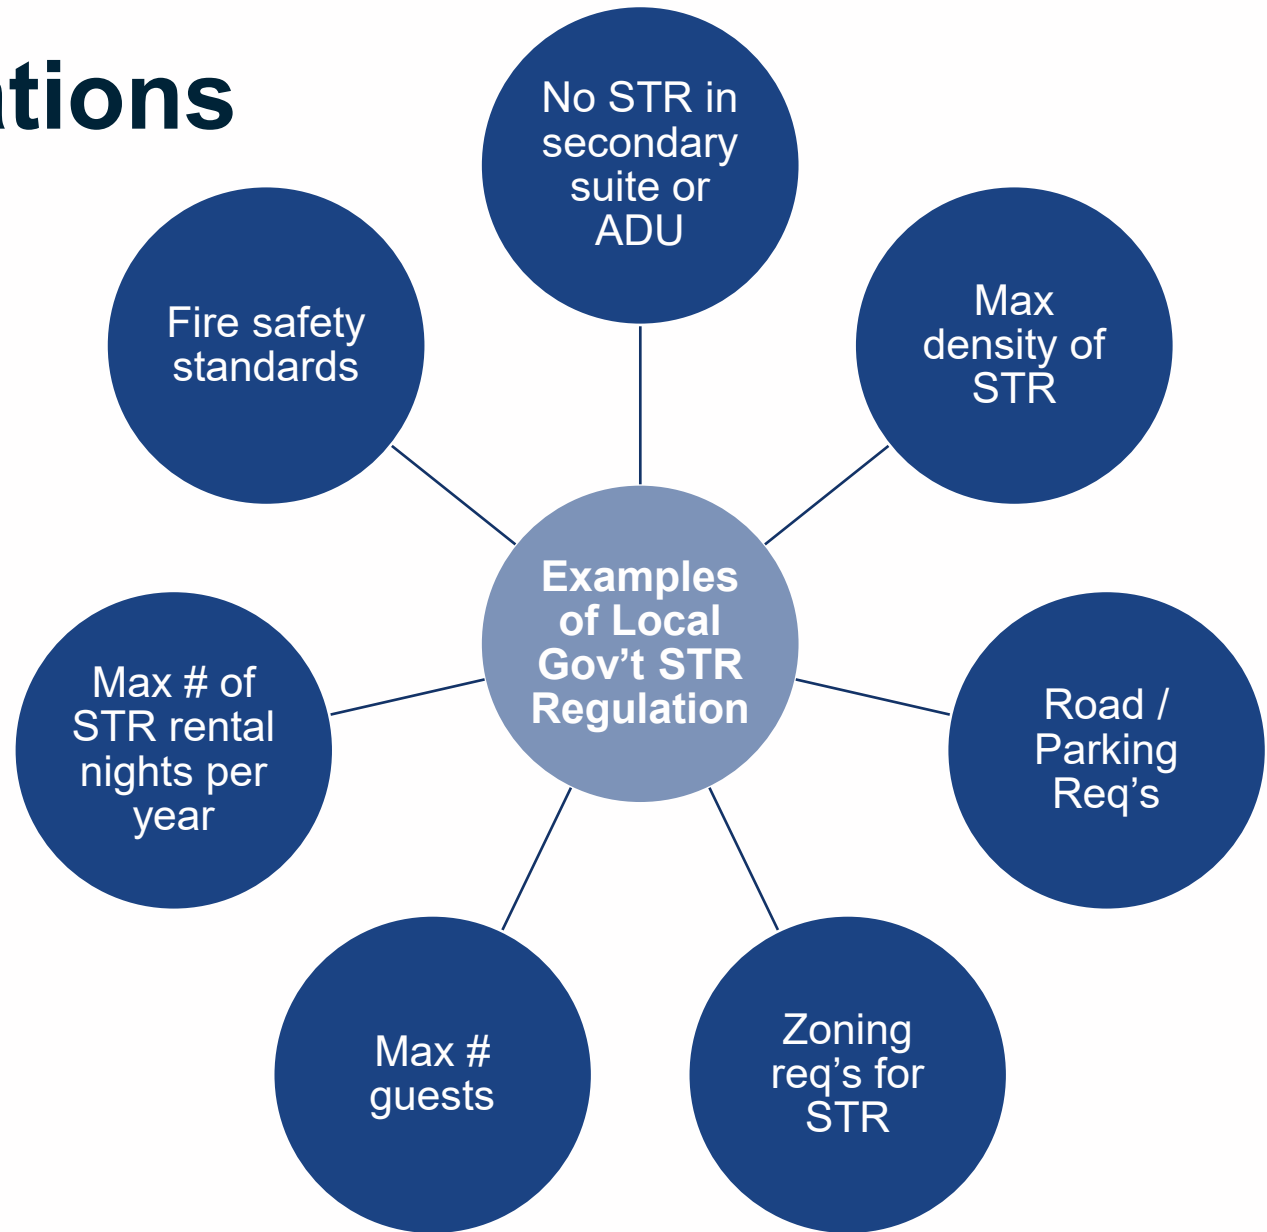 ations
No STR in
secondary
suite or
ADU
Fire safety
standards
Max
density of
STR
Examples
of Local
Gov’t STR
Regulation
Max # of
STR rental
nights per
year
Road /
Parking
Req’s
Max #
guests
Zoning
req’s for
STR